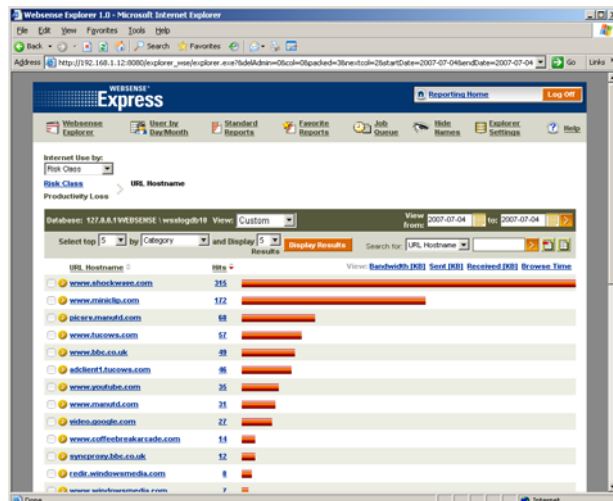 Websense Explorer 1.0 - Microsoft Internet Explorer
File Edit View Favorites Tools Help
Back Search Favorites
Address http://192.168.1.12:8080/explorer_wse/explorer.exe?&delAdmin=0&col=0&packed=3&nextcol=2&startDate=2007-07-04&endDate=2007-07-04 Go Links
WEBSENSE
Express
Reporting Home Log Off
Websense Explorer User by Day/Month Standard Reports Favorite Reports Job Queue Hide Names Explorer Settings Help
Internet Use by:
Risk Class
Risk Class URL Hostname
Productivity Loss
Database: 127.0.0.1\WEBSENSE \ wselogdb10 View: Custom View from: 2007-07-04 to: 2007-07-04
Select top 5 by Category and Display 5 Results Display Results Search for: URL Hostname
URL Hostname Hits View: Bandwidth [KB] Sent [KB] Received [KB] Browse Time
www.shockwave.com 315
www.miniclip.com 172
picsrv.manutd.com 68
www.tucows.com 57
www.bbc.co.uk 49
adclient1.tucows.com 46
www.youtube.com 35
www.manutd.com 31
video.google.com 27
www.coffeebreakarcade.com 14
syncproxy.bbc.co.uk 12
redir.windowsmedia.com 8
www.windowsmedia.com 7
Done Internet